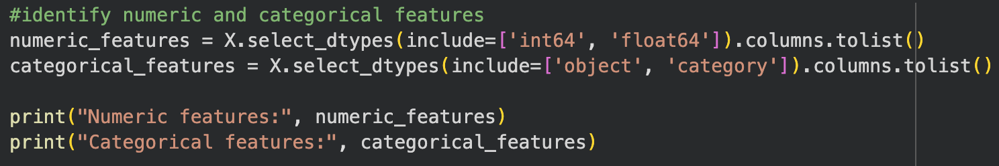 #identify numeric and categorical features
numeric_features = X.select_dtypes(include=['int64', 'float64']).columns.tolist()
categorical_features = X.select_dtypes(include=['object', 'category']).columns.tolist()
print("Numeric features:", numeric_features)
print("Categorical features:", categorical_features)